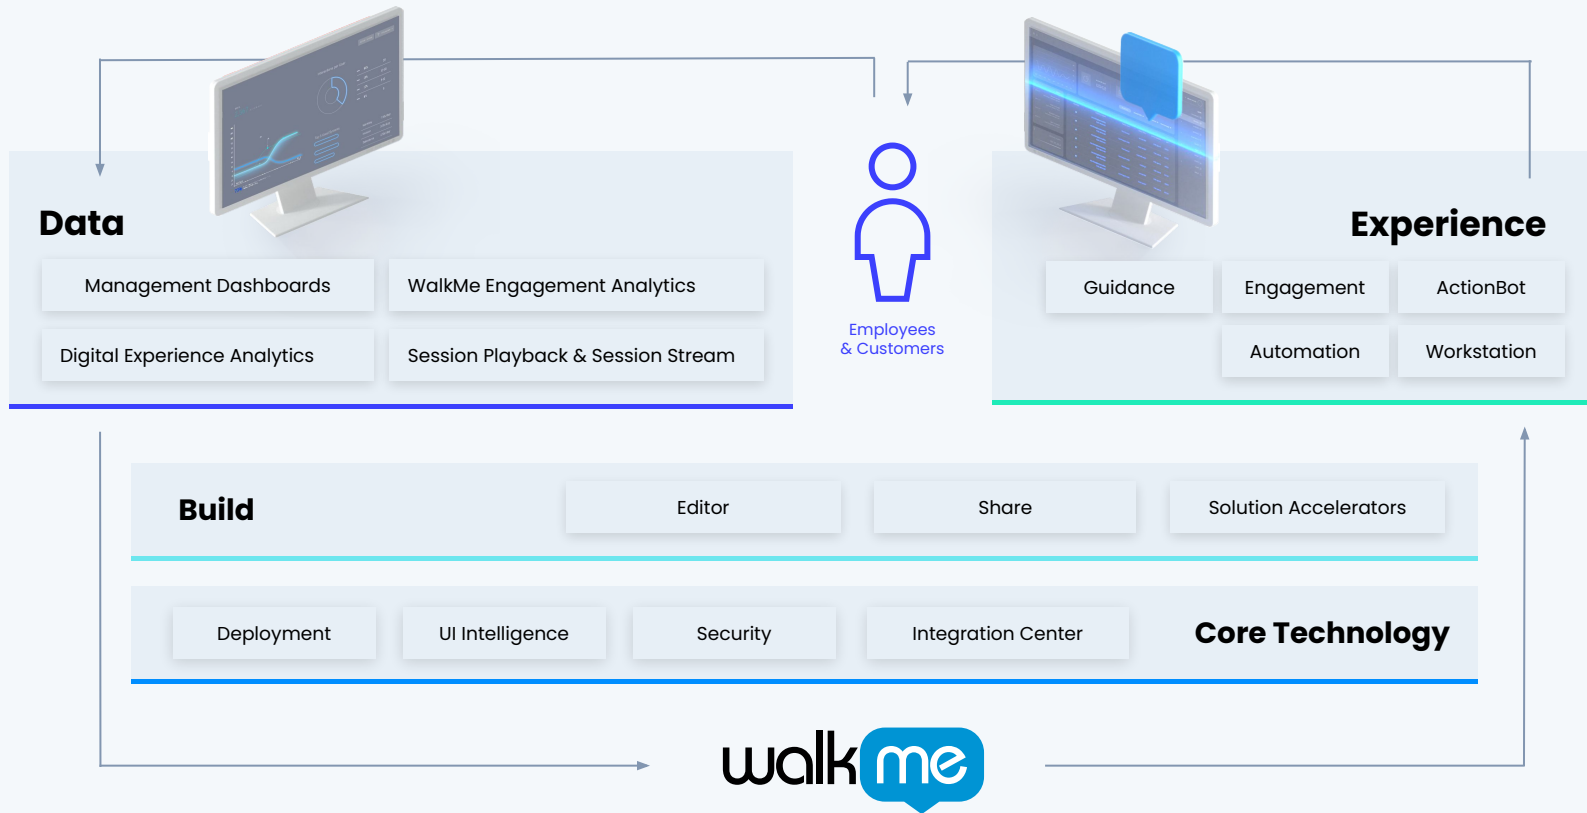 Data
Management Dashboards
WalkMe Engagement Analytics
Digital Experience Analytics
Session Playback & Session Stream
Employees
& Customers
Experience
Guidance
Engagement
ActionBot
Automation
Workstation
Build
Editor
Share
Solution Accelerators
Deployment
UI Intelligence
Security
Integration Center
Core Technology
walkme